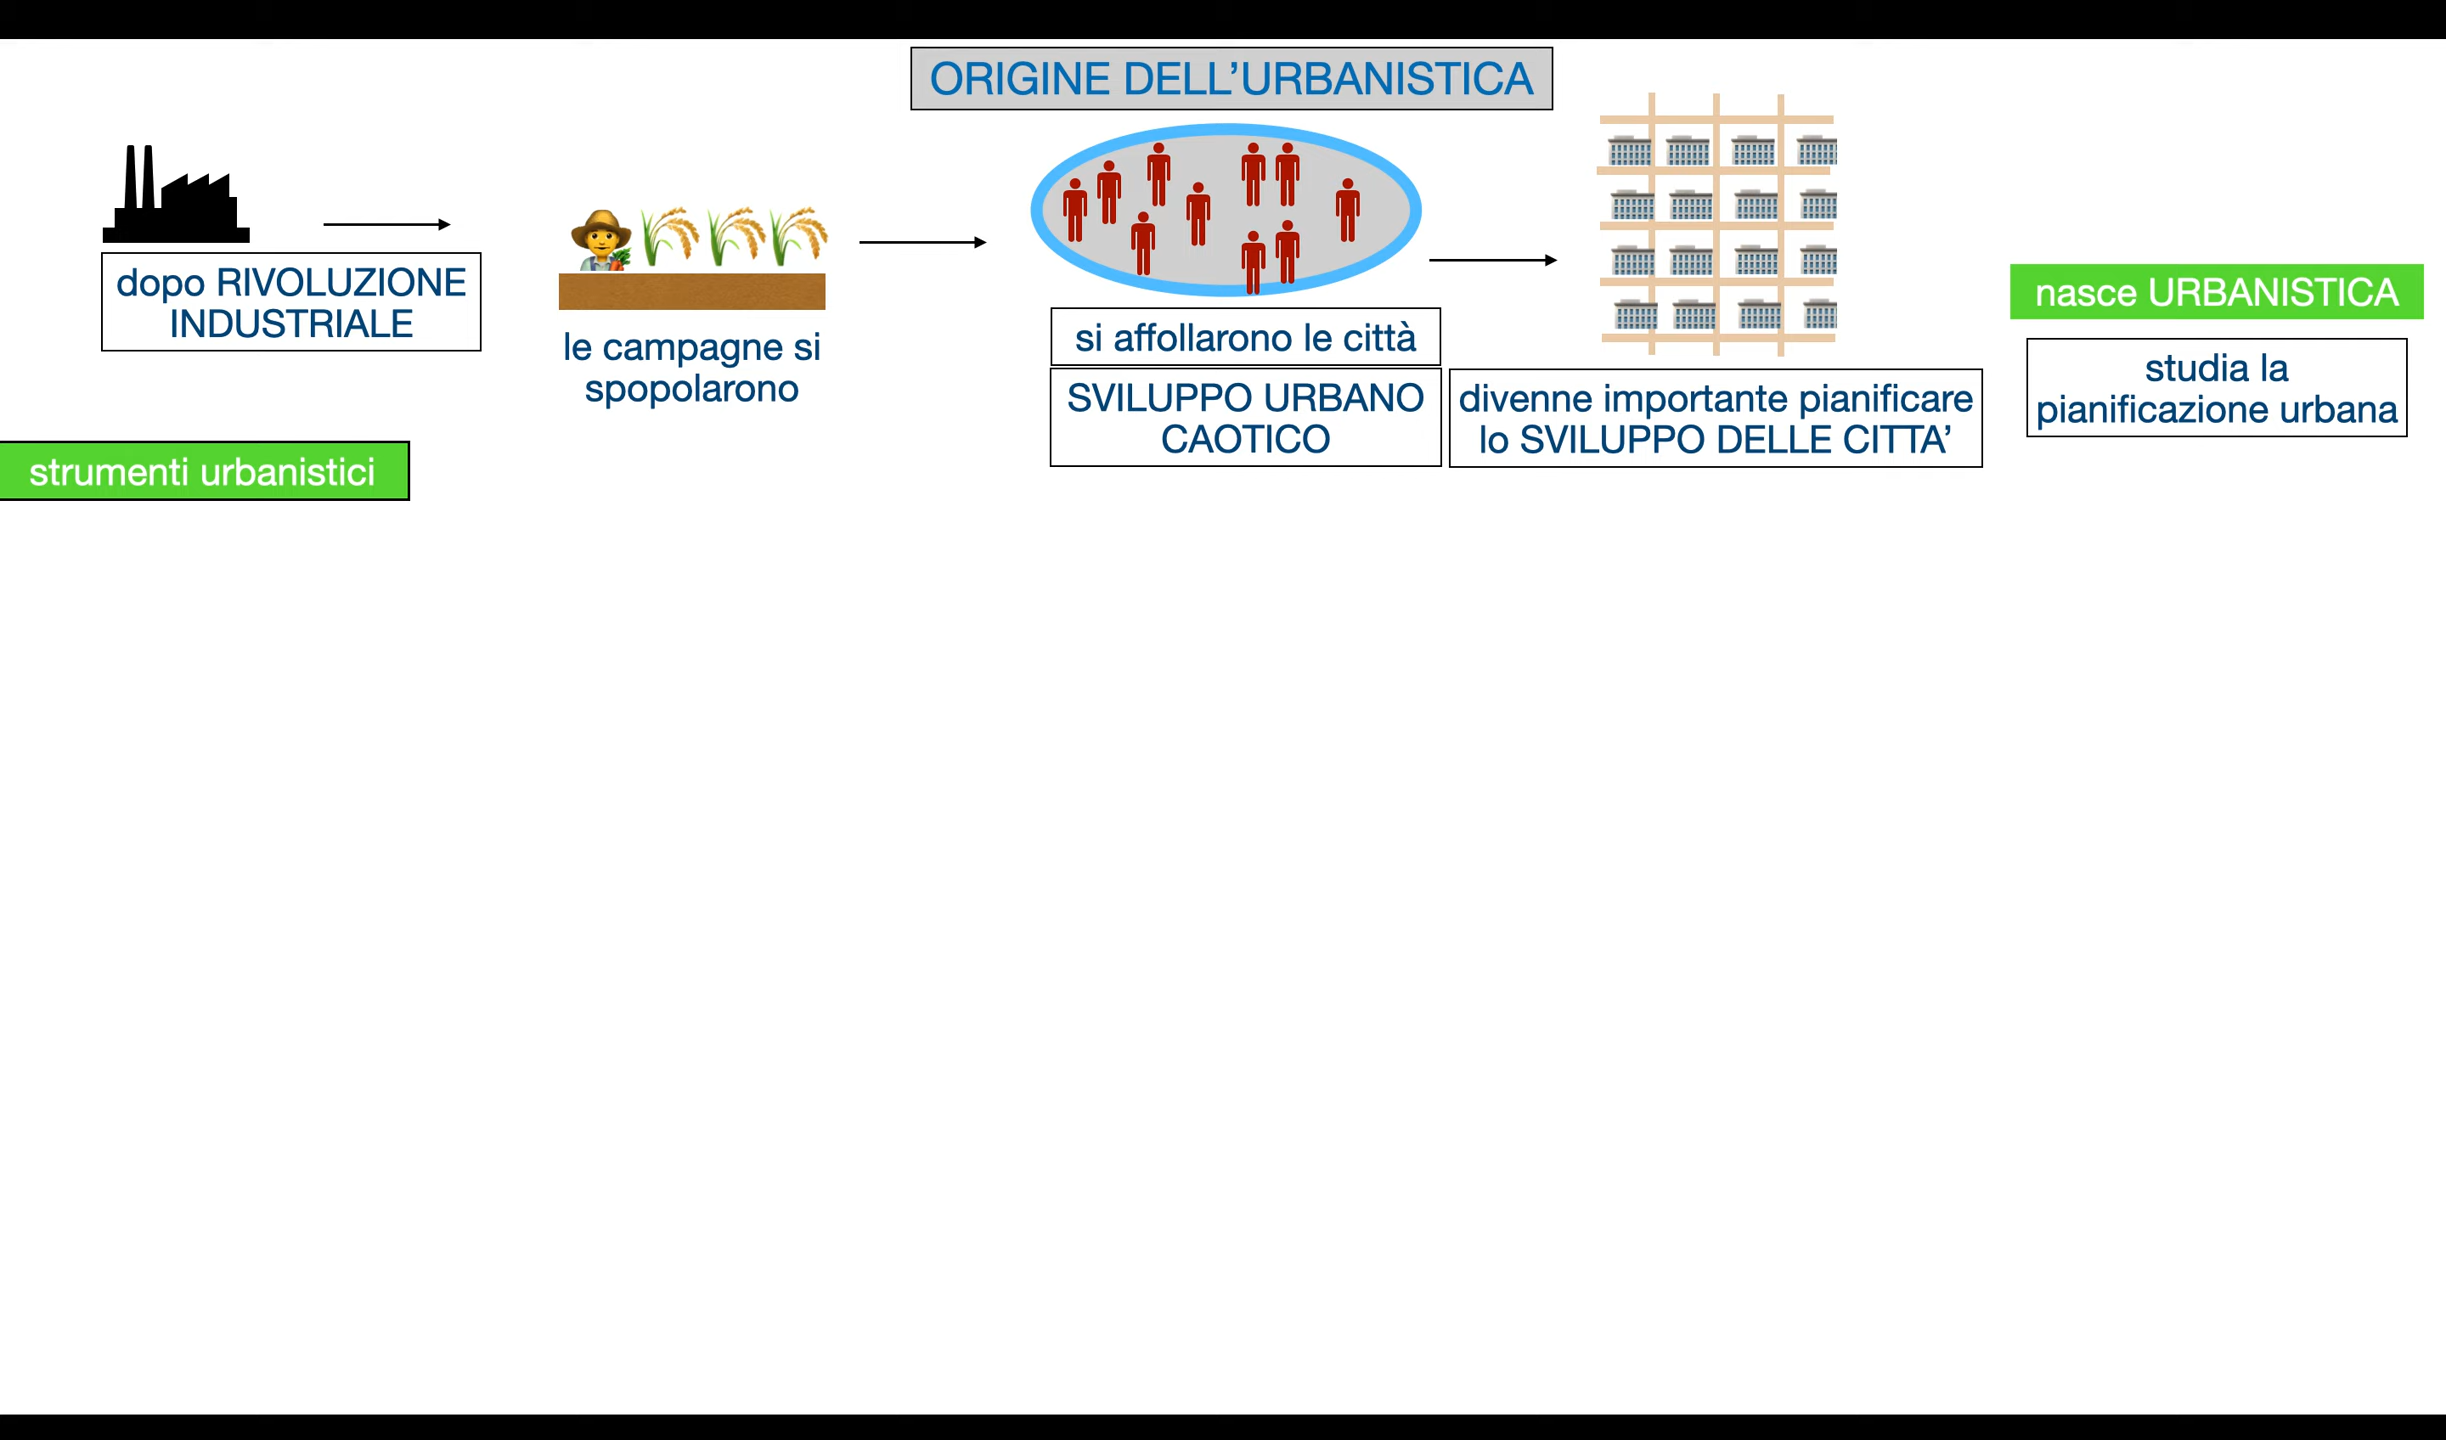 ORIGINE DELL’URBANISTICA
dopo RIVOLUZIONE
INDUSTRIALE
le campagne si
spopolarono
si affollarono le città
SVILUPPO URBANO
CAOTICO
divenne importante pianificare
lo SVILUPPO DELLE CITTA’
nasce URBANISTICA
studia la
pianificazione urbana
strumenti urbanistici